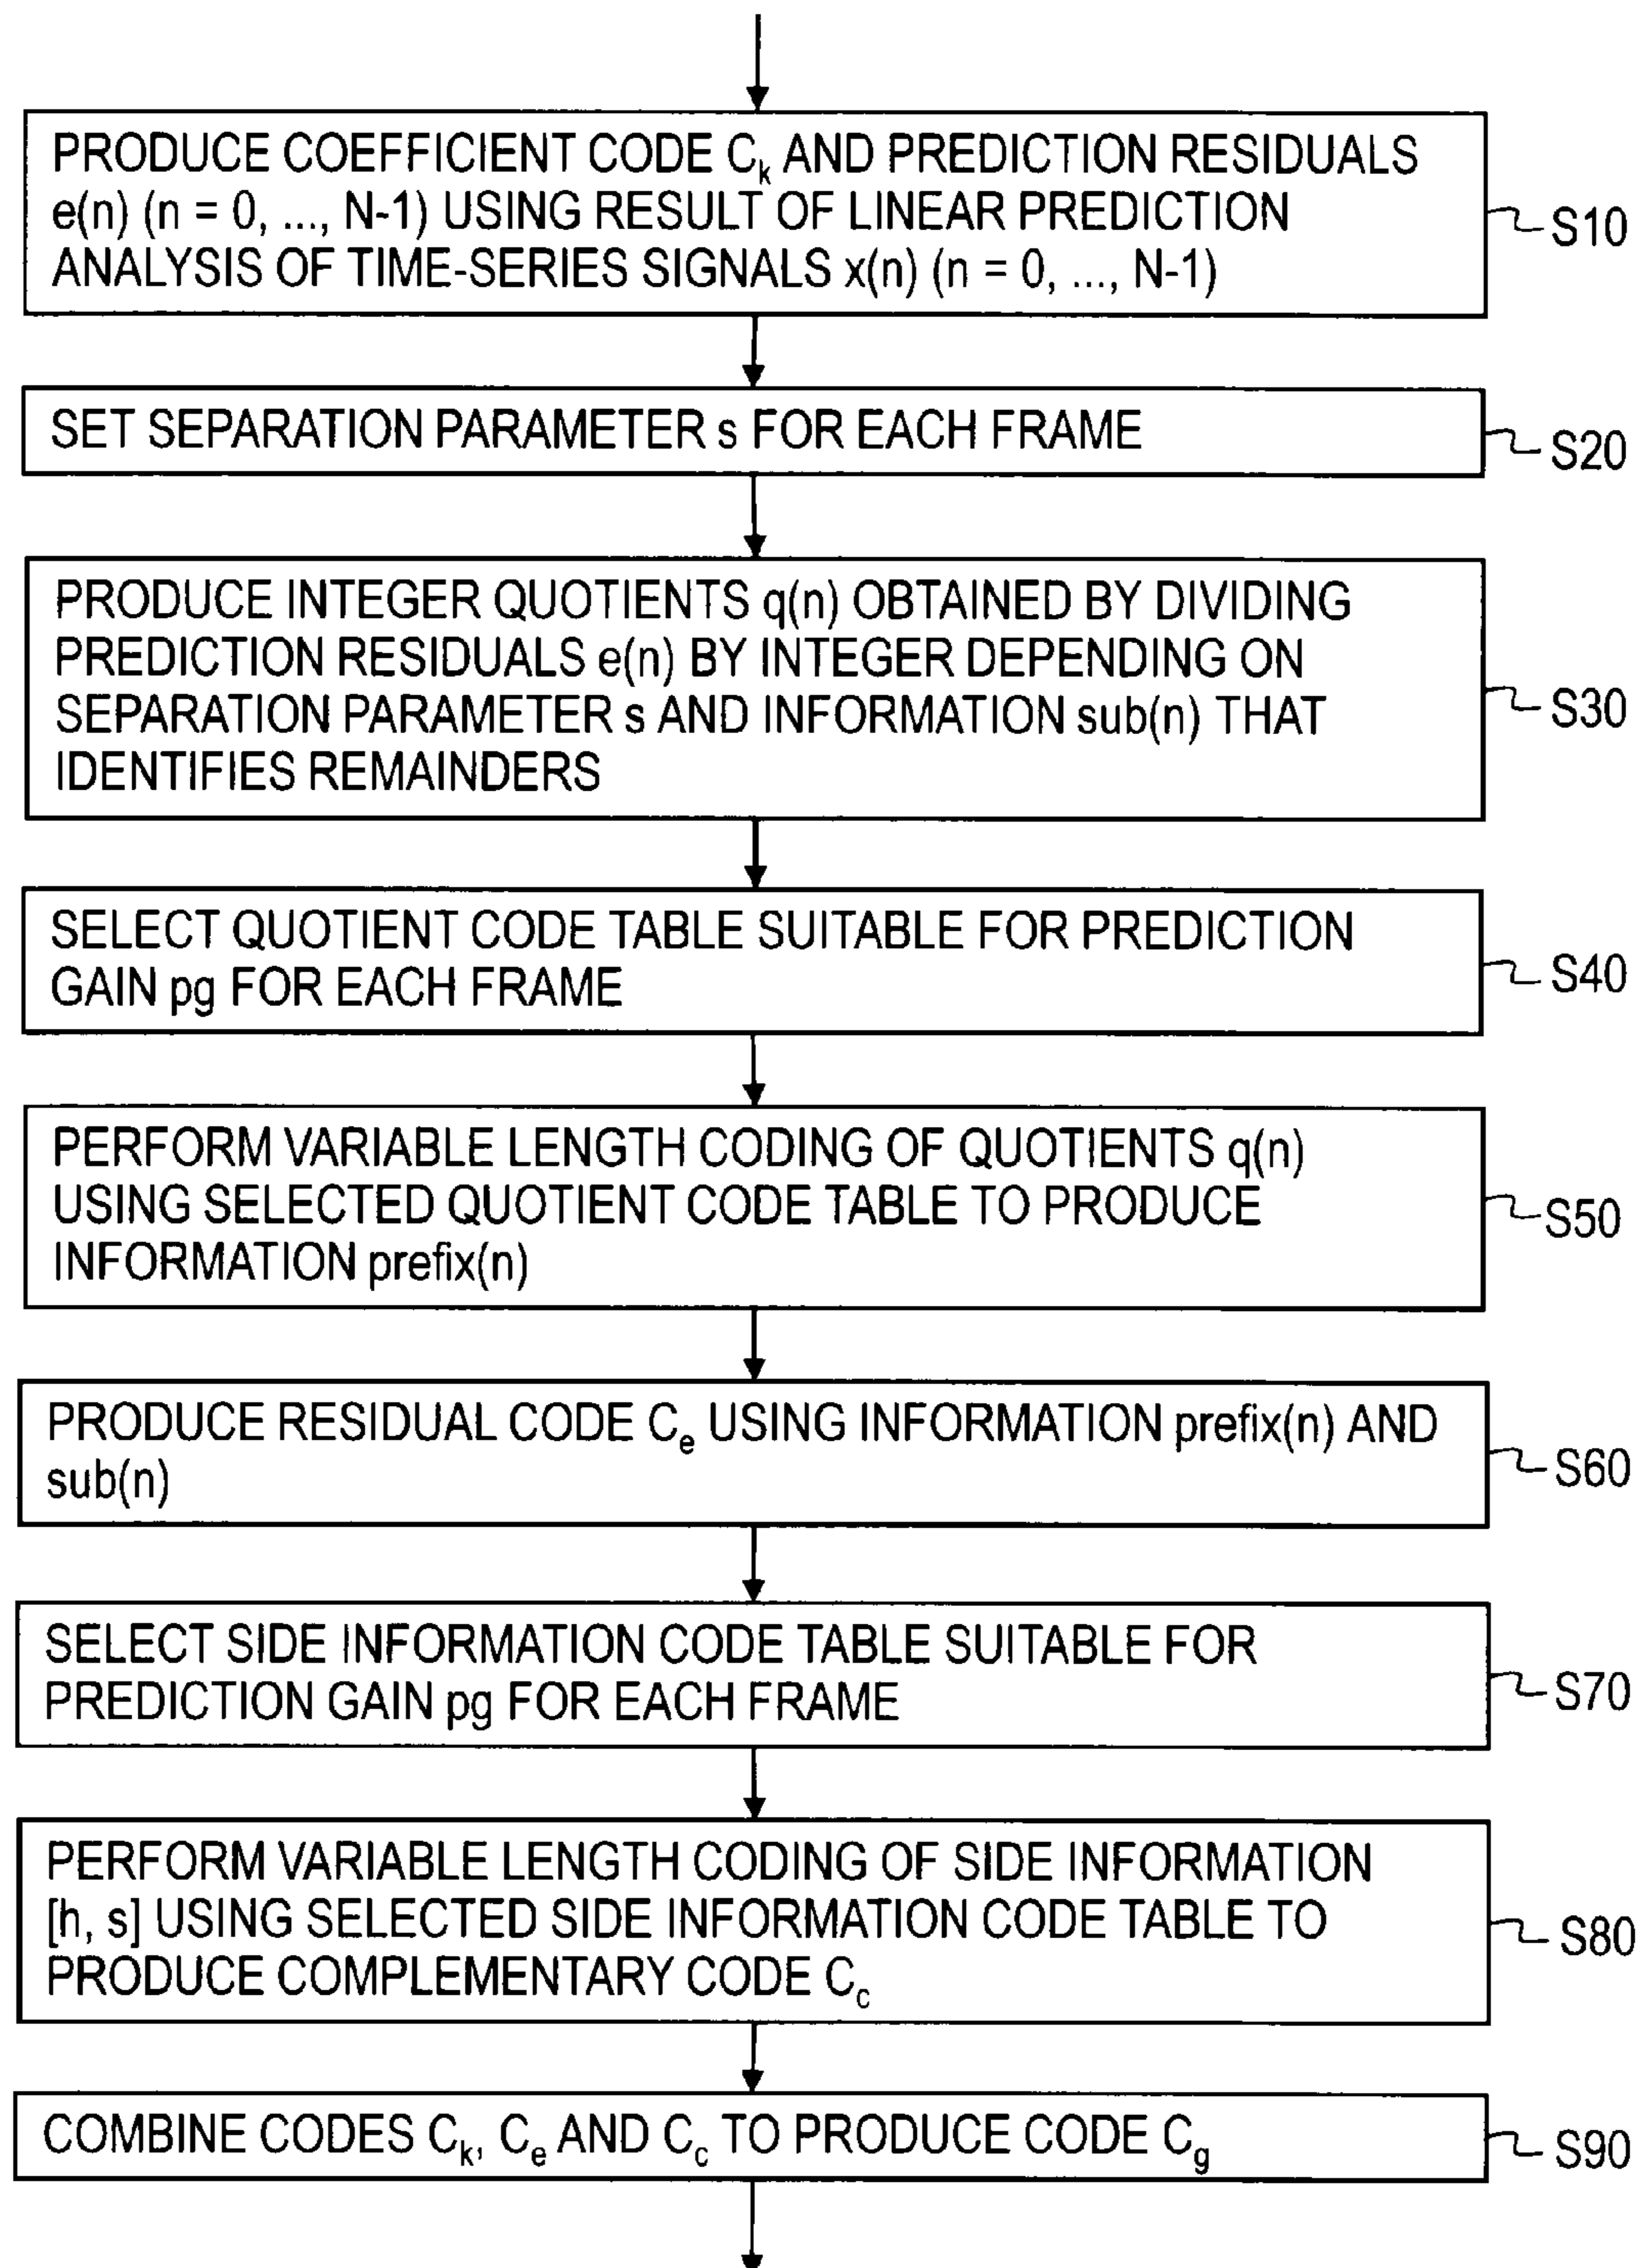 PRODUCE COEFFICIENT CODE Ck AND PREDICTION RESIDUALS
e(n) (n = 0, ..., N-1) USING RESULT OF LINEAR PREDICTION
ANALYSIS OF TIME-SERIES SIGNALS x(n) (n = 0, ..., N-1)
S10
SET SEPARATION PARAMETER s FOR EACH FRAME
S20
PRODUCE INTEGER QUOTIENTS q(n) OBTAINED BY DIVIDING
PREDICTION RESIDUALS e(n) BY INTEGER DEPENDING ON
SEPARATION PARAMETER s AND INFORMATION sub(n) THAT
IDENTIFIES REMAINDERS
S30
SELECT QUOTIENT CODE TABLE SUITABLE FOR PREDICTION
GAIN pg FOR EACH FRAME
S40
PERFORM VARIABLE LENGTH CODING OF QUOTIENTS q(n)
USING SELECTED QUOTIENT CODE TABLE TO PRODUCE
INFORMATION prefix(n)
S50
PRODUCE RESIDUAL CODE Ce USING INFORMATION prefix(n) AND
sub(n)
S60
SELECT SIDE INFORMATION CODE TABLE SUITABLE FOR
PREDICTION GAIN pg FOR EACH FRAME
S70
PERFORM VARIABLE LENGTH CODING OF SIDE INFORMATION
[h, s] USING SELECTED SIDE INFORMATION CODE TABLE TO
PRODUCE COMPLEMENTARY CODE Cc
S80
COMBINE CODES Ck, Ce AND Cc TO PRODUCE CODE Cg
S90